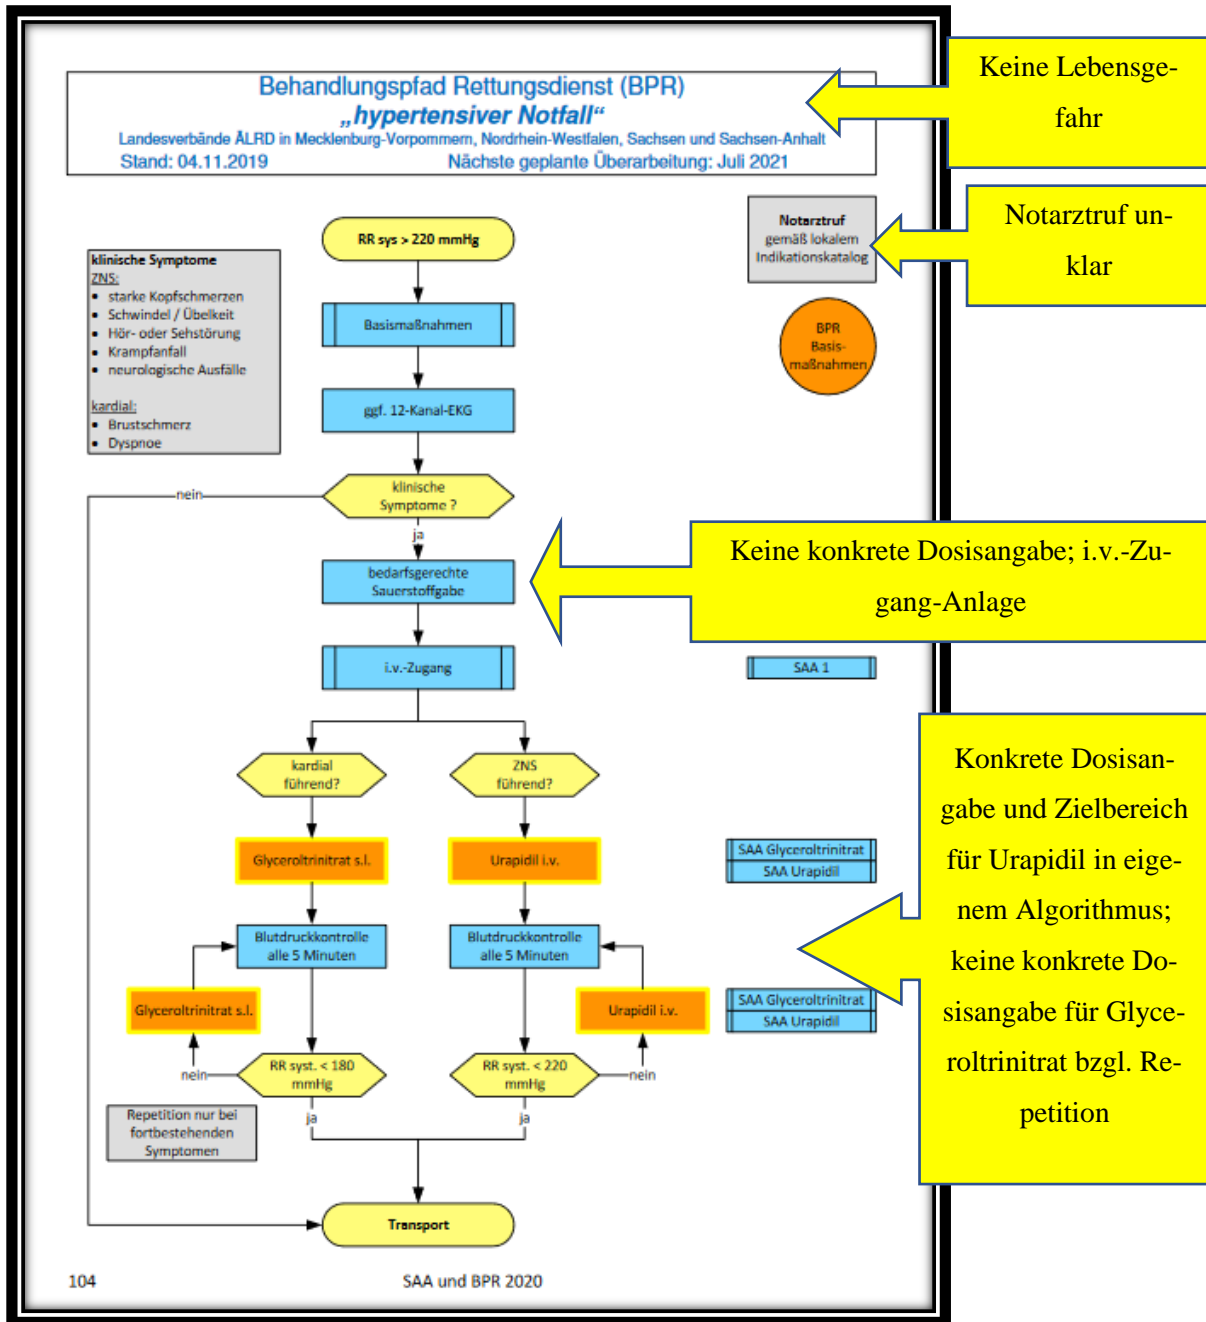 Behandlungspfad Rettungsdienst (BPR)
„hypertensiver Notfall“
Landesverbände ÄLRD in Mecklenburg-Vorpommern, Nordrhein-Westfalen, Sachsen und Sachsen-Anhalt
Stand: 04.11.2019 Nächste geplante Überarbeitung: Juli 2021
Keine Lebensge-
fahr
Notarztruf
gemäß lokalem
Indikationskatalog
Notarztruf un-
klar
RR sys > 220 mmHg
klinische Symptome
ZNS:
• starke Kopfschmerzen
• Schwindel / Übelkeit
• Hör- oder Sehstörung
• Krampfanfall
• neurologische Ausfälle
kardial:
• Brustschmerz
• Dyspnoe
Basismaßnahmen
BPR
Basis-
maßnahmen
ggf. 12-Kanal-EKG
klinische
Symptome ?
nein
ja
bedarfsgerechte
Sauerstoffgabe
Keine konkrete Dosisangabe; i.v.-Zu-
gang-Anlage
i.v.-Zugang
SAA 1
kardial
führend?
ZNS
führend?
Glyceroltrinitrat s.l.
Urapidil i.v.
SAA Glyceroltrinitrat
SAA Urapidil
Konkrete Dosisan-
gabe und Zielbereich
für Urapidil in eige-
nem Algorithmus;
keine konkrete Do-
sisangabe für Glyce-
roltrinitrat bzgl. Re-
petition
Blutdruckkontrolle
alle 5 Minuten
Blutdruckkontrolle
alle 5 Minuten
Glyceroltrinitrat s.l.
Urapidil i.v.
SAA Glyceroltrinitrat
SAA Urapidil
RR syst. < 180
mmHg
RR syst. < 220
mmHg
nein
nein
ja
ja
Repetition nur bei
fortbestehenden
Symptomen
Transport
104 SAA und BPR 2020